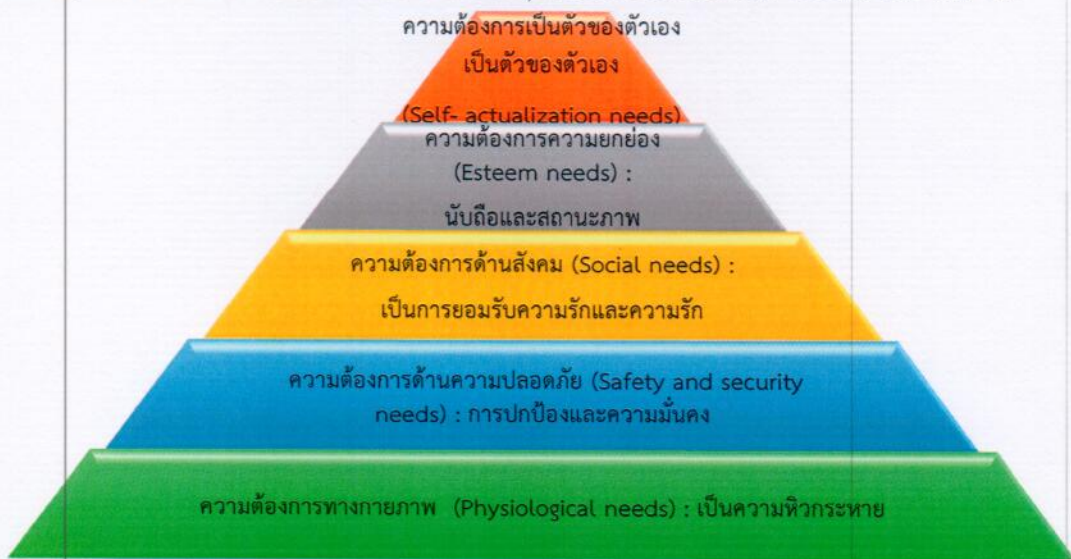 ความต้องการเป็นตัวของตัวเอง
เป็นตัวของตัวเอง
(Self- actualization needs)
ความต้องการความยกย่อง
(Esteem needs) :
นับถือและสถานะภาพ
ความต้องการด้านสังคม (Social needs) :
เป็นการยอมรับความรักและความรัก
ความต้องการด้านความปลอดภัย (Safety and security
needs) : การปกป้องและความมั่นคง
ความต้องการทางกายภาพ (Physiological needs) : เป็นความหิวกระหาย